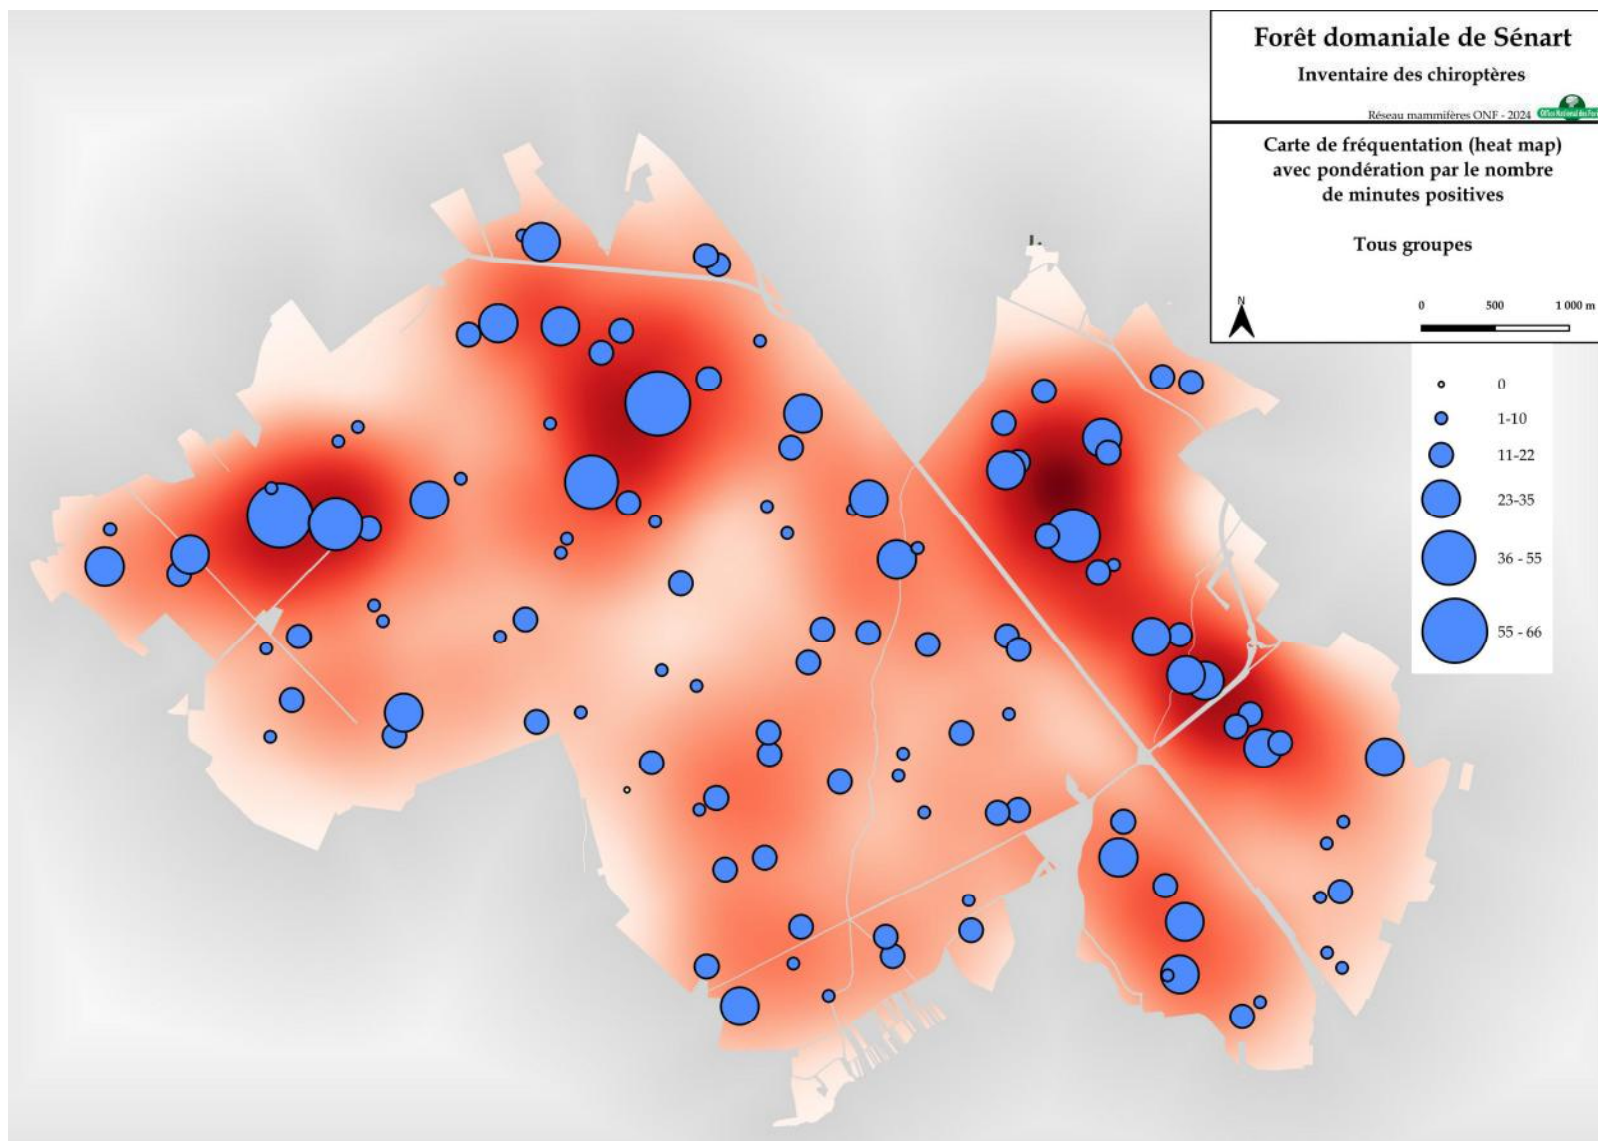 Forêt domaniale de Sénart
Inventaire des chiroptères
Réseau mammifères ONF - 2024
Carte de fréquentation (heat map)
avec pondération par le nombre
de minutes positives
Tous groupes
N
0 500 1 000 m
0
1-10
11-22
23-35
36 - 55
55 - 66